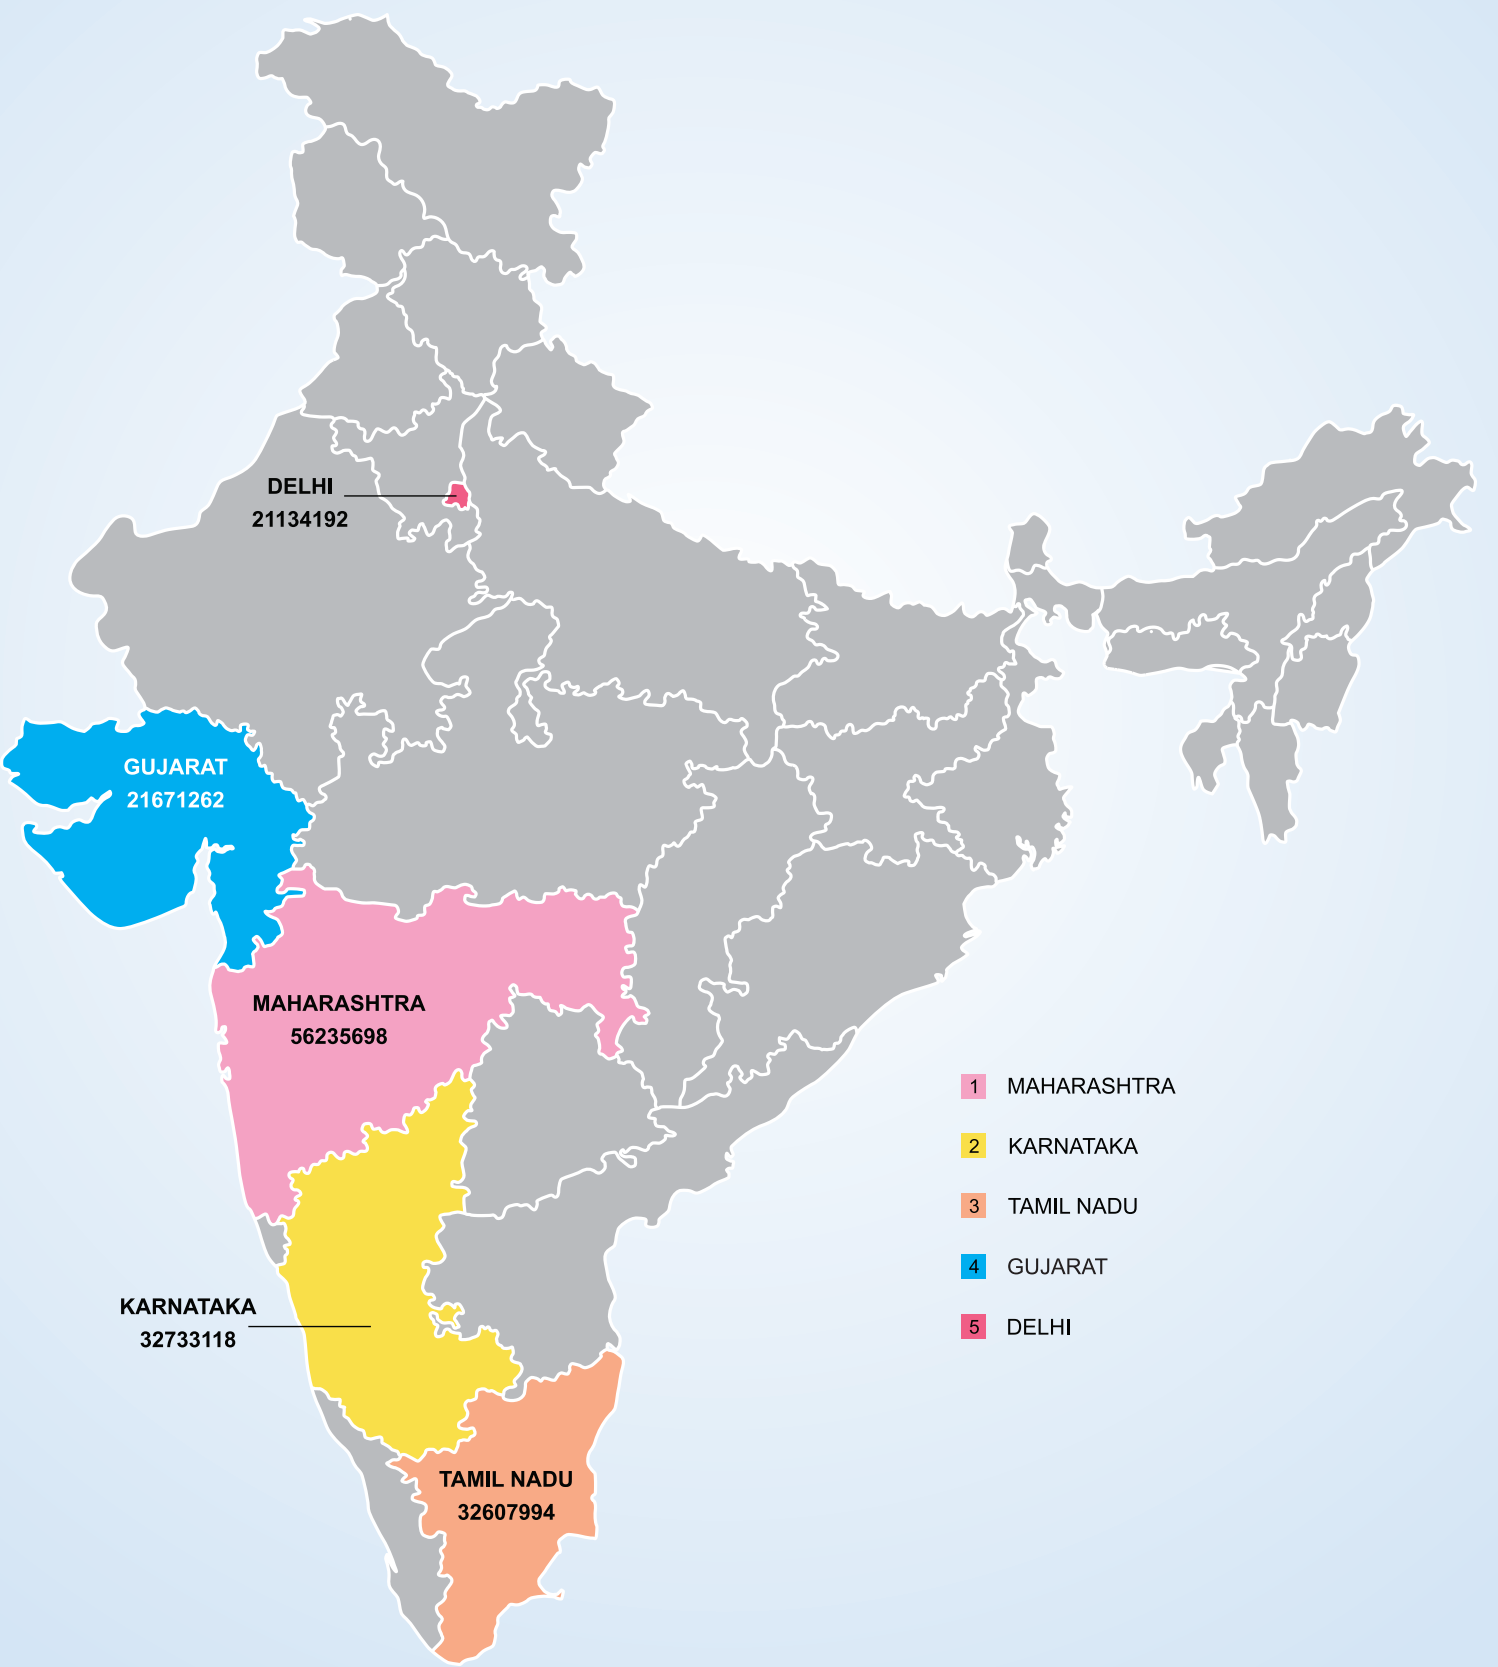 DELHI
21134192
GUJARAT
21671262
MAHARASHTRA
56235698
KARNATAKA
32733118
TAMIL NADU
32607994
1 MAHARASHTRA
2 KARNATAKA
3 TAMIL NADU
4 GUJARAT
5 DELHI